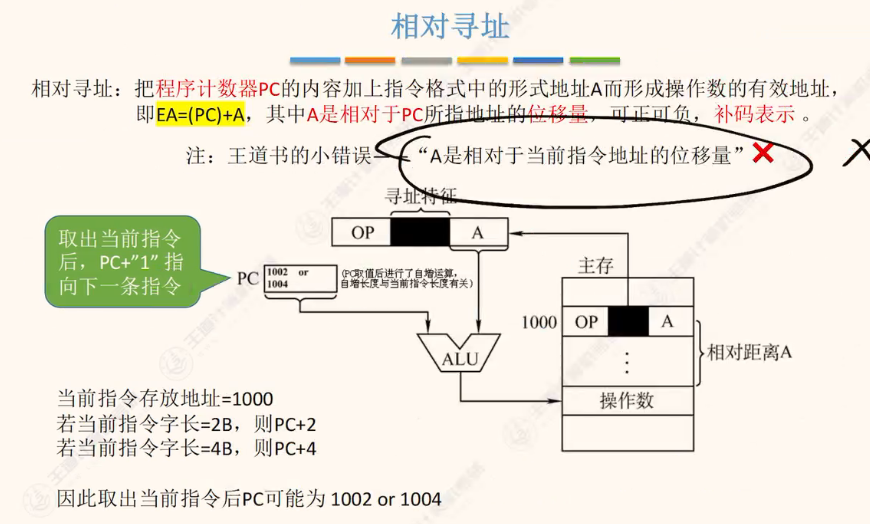 相对寻址
相对寻址：把程序计数器PC的内容加上指令格式中的形式地址A而形成操作数的有效地址，
即EA=(PC)+A，其中A是相对于PC所指地址的位移量，可正可负，补码表示 。
注：王道书的小错误——“A是相对于当前指令地址的位移量”
寻址特征
OP A
取出当前指令
后，PC+”1” 指
向下一条指令
PC
1002 or
1004
(PC取值后进行了自增运算，
自增长度与当前指令长度有关)
主存
1000 OP A
相对距离A
ALU
操作数
当前指令存放地址=1000
若当前指令字长=2B，则PC+2
若当前指令字长=4B，则PC+4
因此取出当前指令后PC可能为 1002 or 1004